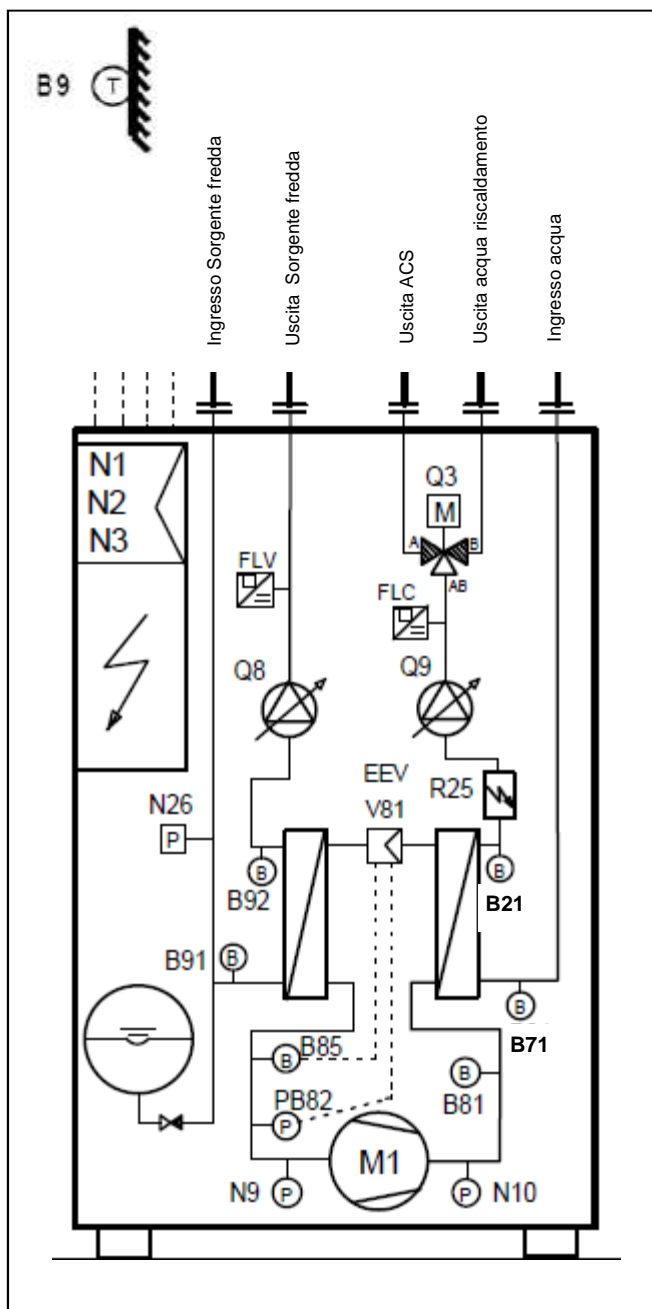 B9
T
Ingresso Sorgente fredda
Uscita Sorgente fredda
Uscita ACS
Uscita acqua riscaldamento
Ingresso acqua
N1
N2
N3
Q3
M
A
B
AB
FLV
FLC
Q8
Q9
EEV
V81
R25
N26
P
B
B92
B
B21
B91
B
B
B71
B
B85
B
B81
PB82
P
M1
N9
P
P
N10